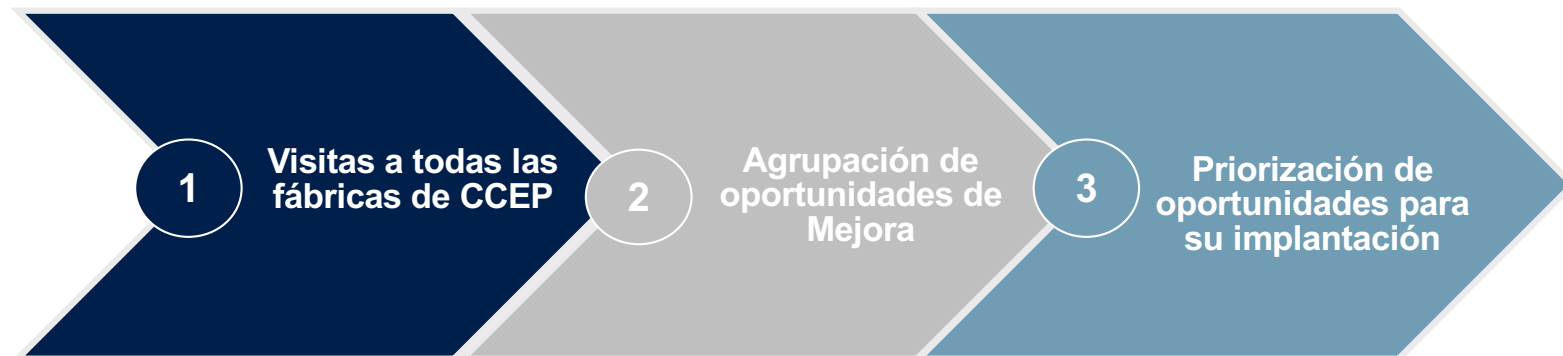 1
Visitas a todas las
fábricas de CCEP
2
Agrupación de
oportunidades de
Mejora
3
Priorización de
oportunidades para
su implantación